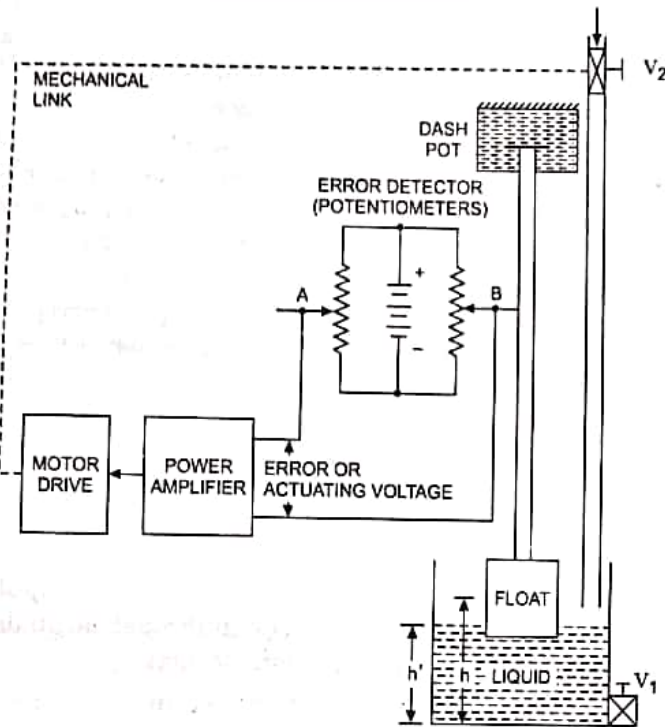 MECHANICAL
LINK
V₂
DASH
POT
ERROR DETECTOR
(POTENTIOMETERS)
A
+
B
−
MOTOR
DRIVE
POWER
AMPLIFIER
ERROR OR
ACTUATING VOLTAGE
FLOAT
h'
h
LIQUID
V₁